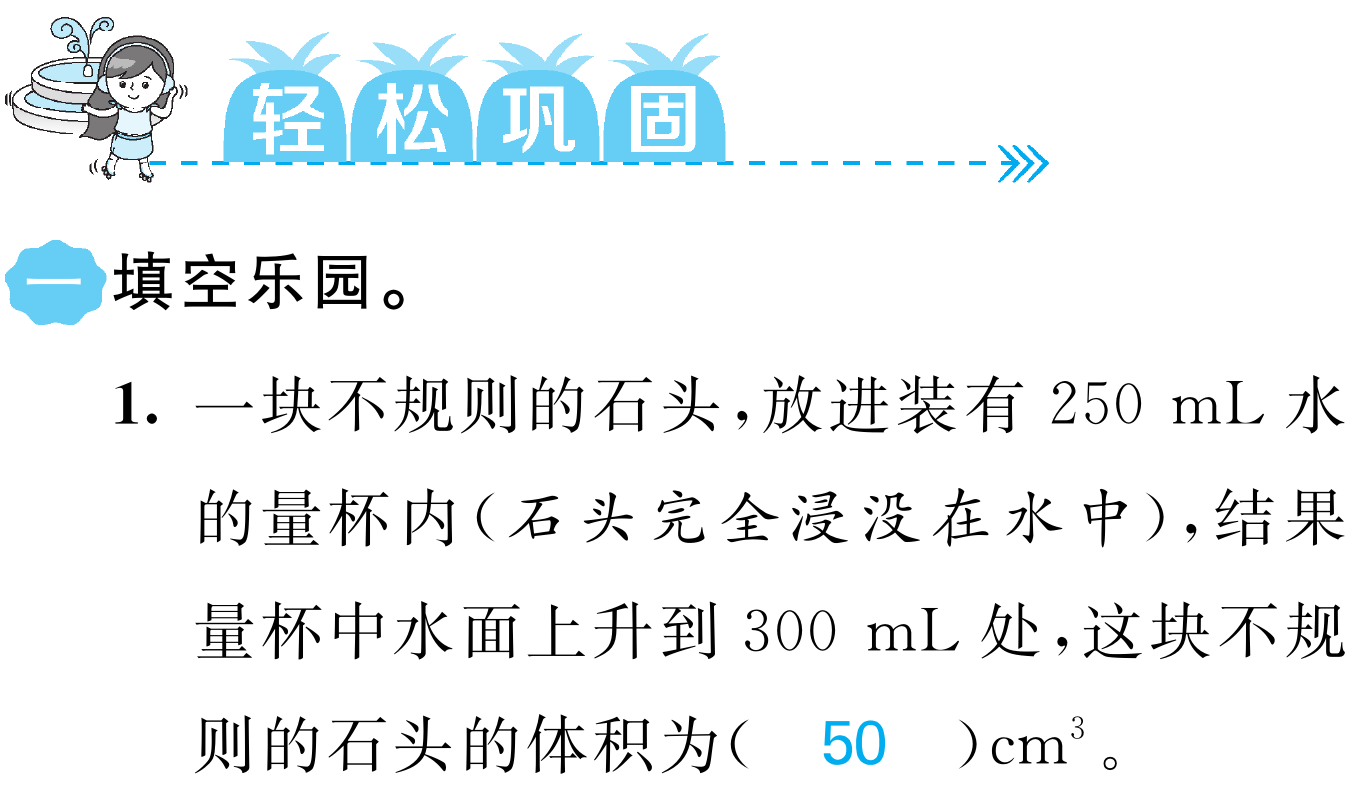 轻松巩固
一 填空乐园。
1. 一块不规则的石头,放进装有 250 mL 水
的量杯内(石头完全浸没在水中),结果
量杯中水面上升到 300 mL 处,这块不规
则的石头的体积为( 50 )cm³。